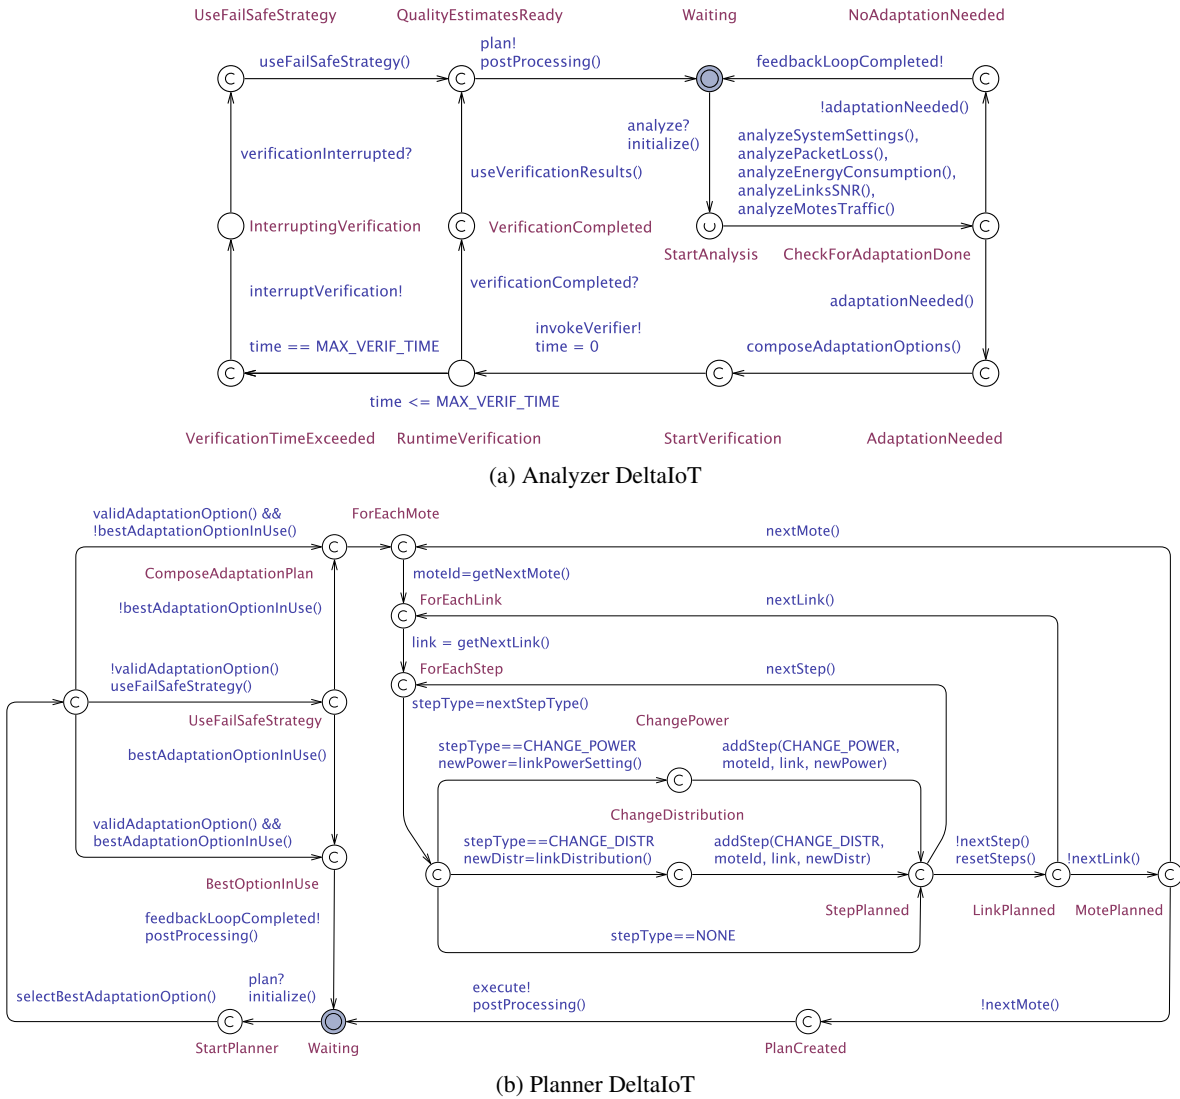 UseFailSafeStrategy
QualityEstimatesReady
Waiting
NoAdaptationNeeded
useFailSafeStrategy()
plan!
postProcessing()
feedbackLoopCompleted!
C
C
C
!adaptationNeeded()
analyze?
initialize()
analyzeSystemSettings(),
analyzePacketLoss(),
analyzeEnergyConsumption(),
analyzeLinksSNR(),
analyzeMotesTraffic()
verificationInterrupted?
useVerificationResults()
InterruptingVerification
C
VerificationCompleted
U
C
StartAnalysis
CheckForAdaptationDone
interruptVerification!
verificationCompleted?
adaptationNeeded()
invokeVerifier!
time = 0
time == MAX_VERIF_TIME
composeAdaptationOptions()
C
C
C
time <= MAX_VERIF_TIME
VerificationTimeExceeded
RuntimeVerification
StartVerification
AdaptationNeeded
(a) Analyzer DeltaIoT
validAdaptationOption() &&
!bestAdaptationOptionInUse()
ForEachMote
nextMote()
C
C
ComposeAdaptationPlan
moteId=getNextMote()
!bestAdaptationOptionInUse()
ForEachLink
nextLink()
C
link = getNextLink()
!validAdaptationOption()
useFailSafeStrategy()
ForEachStep
nextStep()
C
C
C
stepType=nextStepType()
UseFailSafeStrategy
ChangePower
bestAdaptationOptionInUse()
stepType==CHANGE_POWER
newPower=linkPowerSetting()
addStep(CHANGE_POWER,
moteId, link, newPower)
C
ChangeDistribution
validAdaptationOption() &&
bestAdaptationOptionInUse()
stepType==CHANGE_DISTR
newDistr=linkDistribution()
addStep(CHANGE_DISTR,
moteId, link, newDistr)
!nextStep()
resetSteps()
!nextLink()
C
C
C
C
C
C
BestOptionInUse
StepPlanned
LinkPlanned
MotePlanned
feedbackLoopCompleted!
postProcessing()
stepType==NONE
plan?
initialize()
execute!
postProcessing()
selectBestAdaptationOption()
!nextMote()
C
C
StartPlanner
Waiting
PlanCreated
(b) Planner DeltaIoT